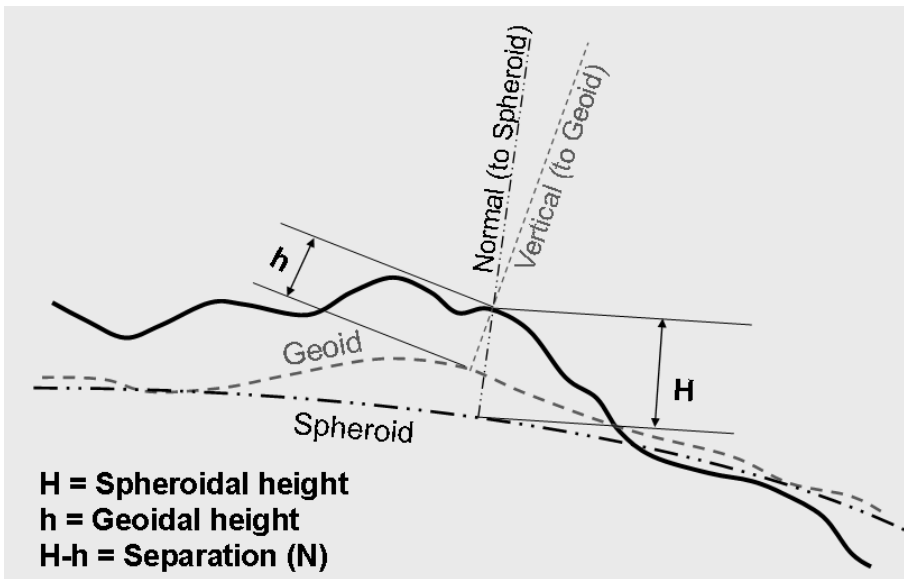 Normal (to Spheroid)
Vertical (to Geoid)
h
Geoid
H
Spheroid
H = Spheroidal height
h = Geoidal height
H-h = Separation (N)